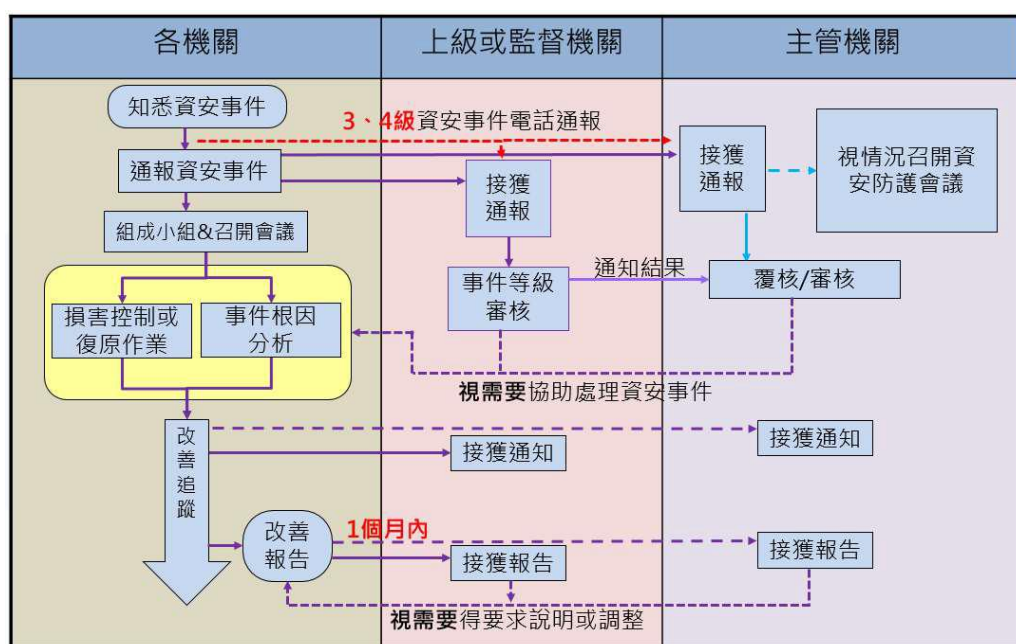 各機關
上級或監督機關
主管機關
知悉資安事件
3、4級資安事件電話通報
通報資安事件
接獲
通報
接獲
通報
視情況召開資
安防護會議
組成小組&召開會議
通知結果
損害控制或
復原作業
事件根因
分析
事件等級
審核
覆核/審核
視需要協助處理資安事件
改
善
追
蹤
接獲通知
接獲通知
改善
報告
1個月內
接獲報告
接獲報告
視需要得要求說明或調整